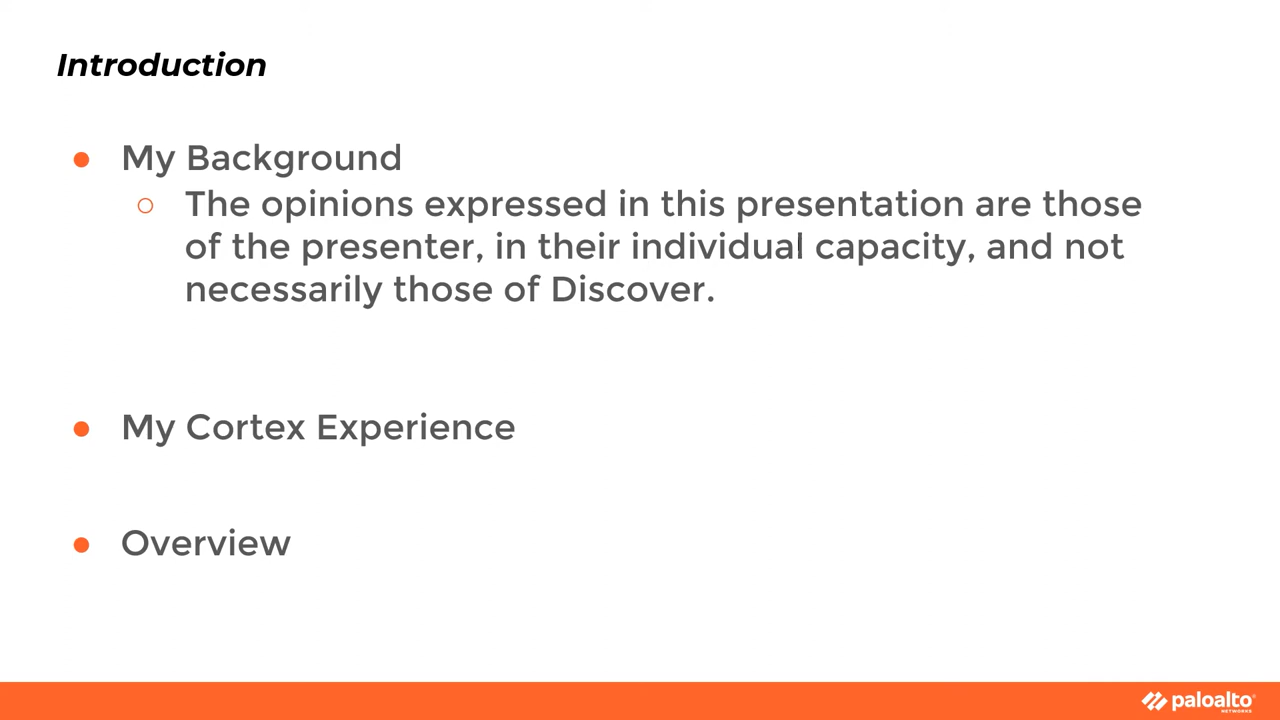 Introduction
● My Background
○ The opinions expressed in this presentation are those
of the presenter, in their individual capacity, and not
necessarily those of Discover.
● My Cortex Experience
● Overview
paloalto®
NETWORKS